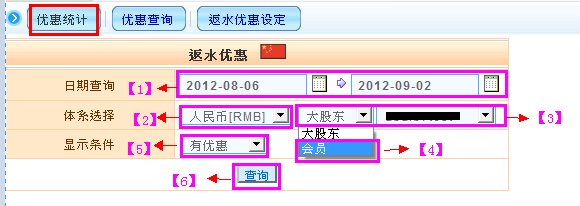 优惠统计 优惠查询 返水优惠设定
返水优惠
日期查询 【1】 2012-08-06 2012-09-02
体系选择 【2】 人民币[RMB] 大股东 【3】
大股东
显示条件 【5】 有优惠 会员 【4】
【6】 查询